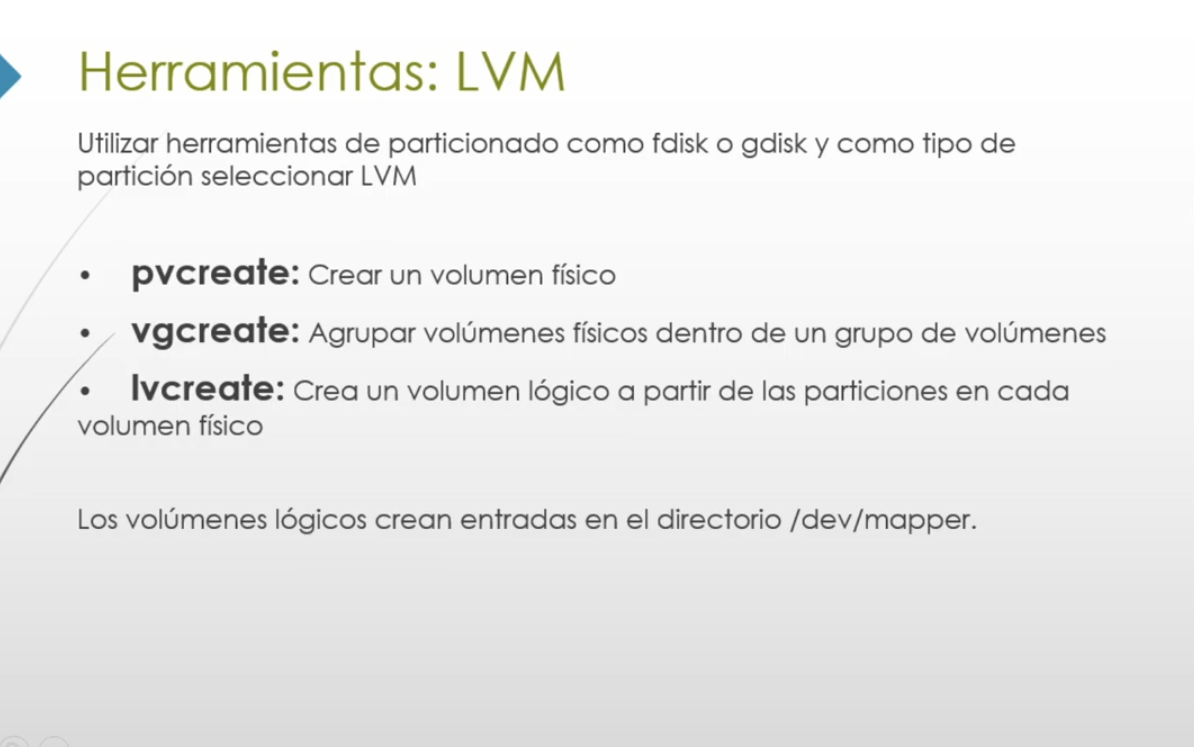 Herramientas: LVM
Utilizar herramientas de particionado como fdisk o gdisk y como tipo de
partición seleccionar LVM
• pvcreate: Crear un volumen físico
• vgcreate: Agrupar volúmenes físicos dentro de un grupo de volúmenes
• lvcreate: Crea un volumen lógico a partir de las particiones en cada
volumen físico
Los volúmenes lógicos crean entradas en el directorio /dev/mapper.